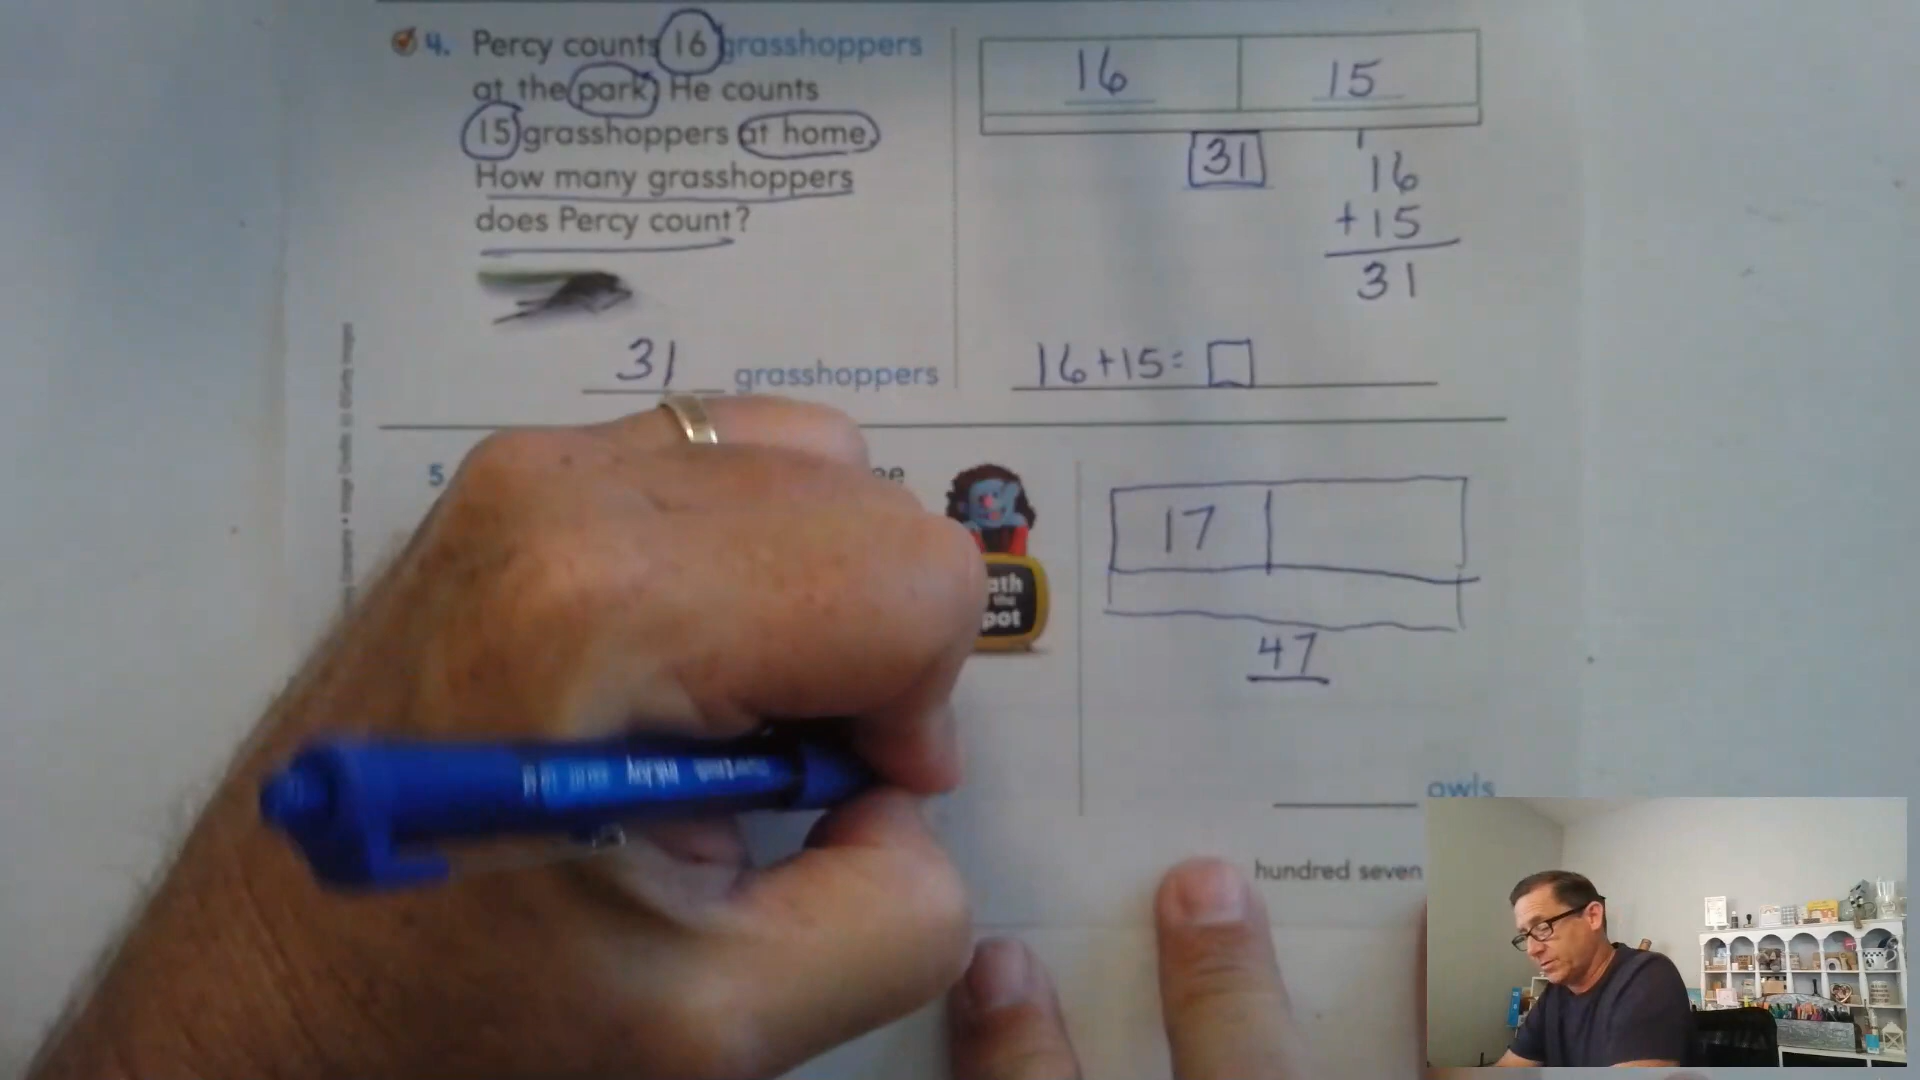 4. Percy counts 16 grasshoppers
at the park. He counts
15 grasshoppers at home.
How many grasshoppers
does Percy count?
31 grasshoppers
16 15
31
1
16
+15
31
16+15=
5.
17
47
owls
hundred seven